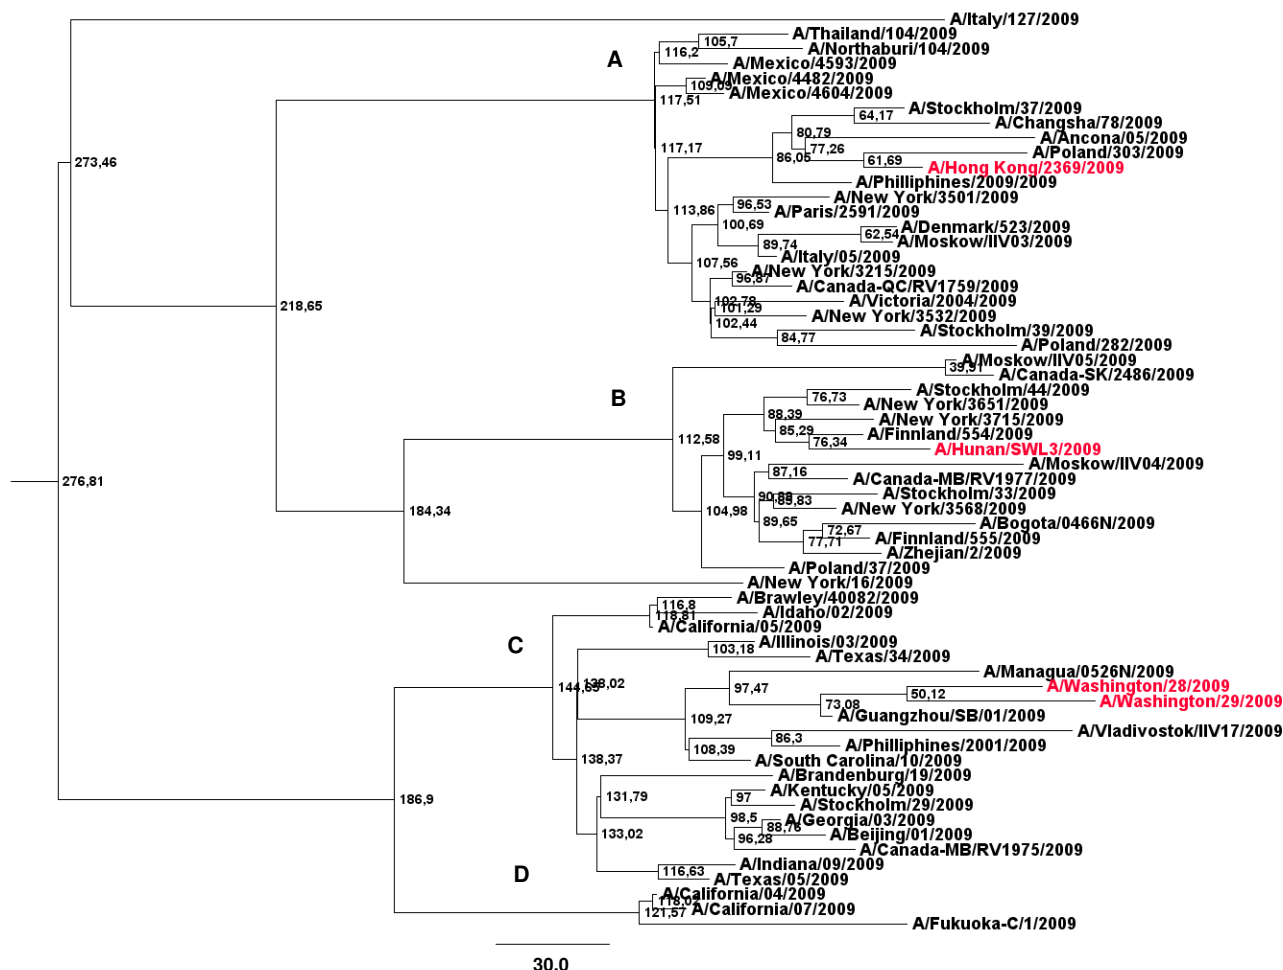 A/Italy/127/2009
A/Thailand/104/2009
105,7
A/Northaburi/104/2009
116,2
A
A/Mexico/4593/2009
A/Mexico/4482/2009
109,09
A/Mexico/4604/2009
117,51
A/Stockholm/37/2009
64,17
A/Changsha/78/2009
80,79
A/Ancona/05/2009
117,17
77,26
A/Poland/303/2009
86,05
61,69
273,46
A/Hong Kong/2369/2009
A/Philliphines/2009/2009
A/New York/3501/2009
96,53
113,86
A/Paris/2591/2009
100,69
A/Denmark/523/2009
62,54
A/Moskow/IIV03/2009
89,74
A/Italy/05/2009
107,56
A/New York/3215/2009
96,87
A/Canada-QC/RV1759/2009
102,78
A/Victoria/2004/2009
218,65
101,29
A/New York/3532/2009
102,44
A/Stockholm/39/2009
84,77
A/Poland/282/2009
A/Moskow/IIV05/2009
39,91
A/Canada-SK/2486/2009
A/Stockholm/44/2009
B
76,73
A/New York/3651/2009
88,39
A/New York/3715/2009
85,29
A/Finnland/554/2009
112,58
76,34
A/Hunan/SWL3/2009
99,11
A/Moskow/IIV04/2009
87,16
276,81
A/Canada-MB/RV1977/2009
A/Stockholm/33/2009
85,83
184,34
104,98
A/New York/3568/2009
89,65
A/Bogota/0466N/2009
72,67
A/Finnland/555/2009
77,71
A/Zhejian/2/2009
A/Poland/37/2009
A/New York/16/2009
A/Brawley/40082/2009
116,8
A/Idaho/02/2009
118,81
A/California/05/2009
C
A/Illinois/03/2009
103,18
A/Texas/34/2009
A/Managua/0526N/2009
138,02
144,65
97,47
A/Washington/28/2009
50,12
A/Washington/29/2009
73,08
A/Guangzhou/SB/01/2009
109,27
A/Vladivostok/IIV17/2009
86,3
A/Philliphines/2001/2009
108,39
138,37
A/South Carolina/10/2009
A/Brandenburg/19/2009
131,79
A/Kentucky/05/2009
186,9
97
A/Stockholm/29/2009
98,5
A/Georgia/03/2009
88,76
133,02
A/Beijing/01/2009
96,28
A/Canada-MB/RV1975/2009
A/Indiana/09/2009
D
116,63
A/Texas/05/2009
A/California/04/2009
118,02
121,57
A/California/07/2009
A/Fukuoka-C/1/2009
30.0